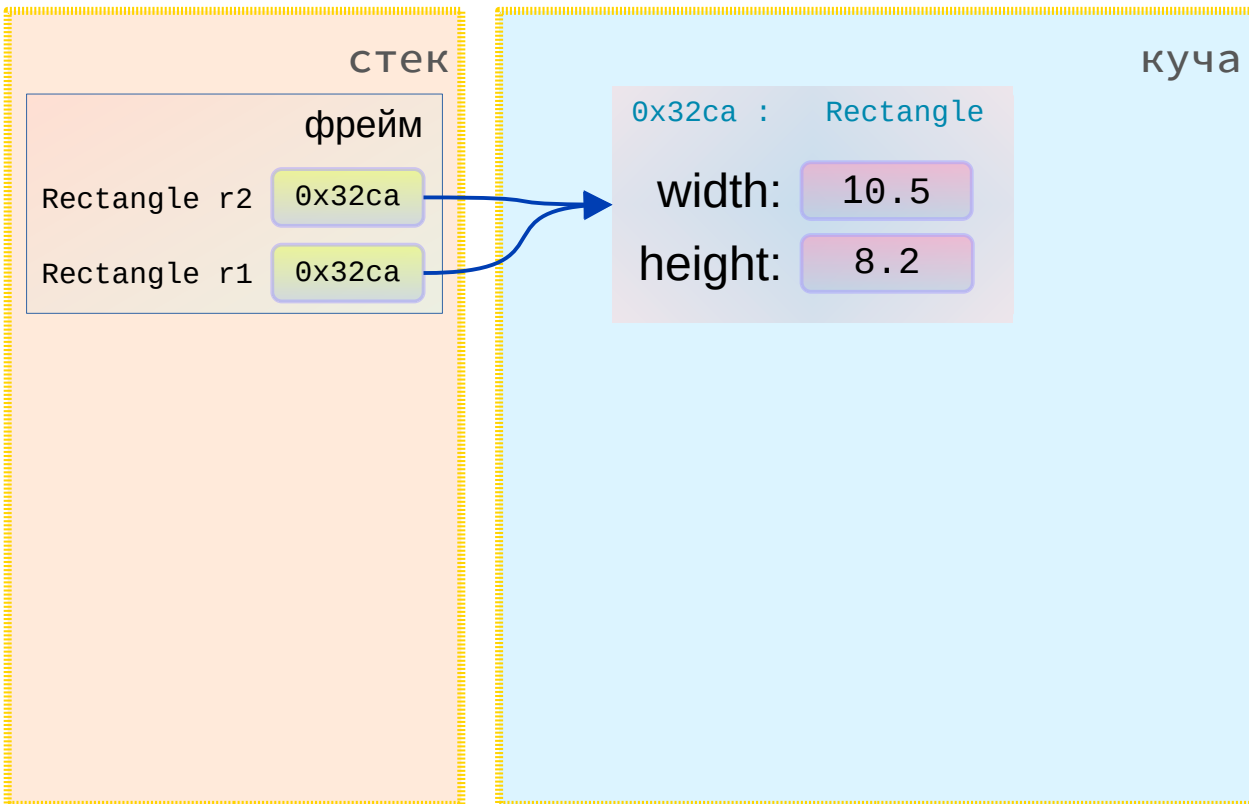 стек
фрейм
Rectangle r2 0x32ca
Rectangle r1 0x32ca
куча
0x32ca : Rectangle
width: 10.5
height: 8.2